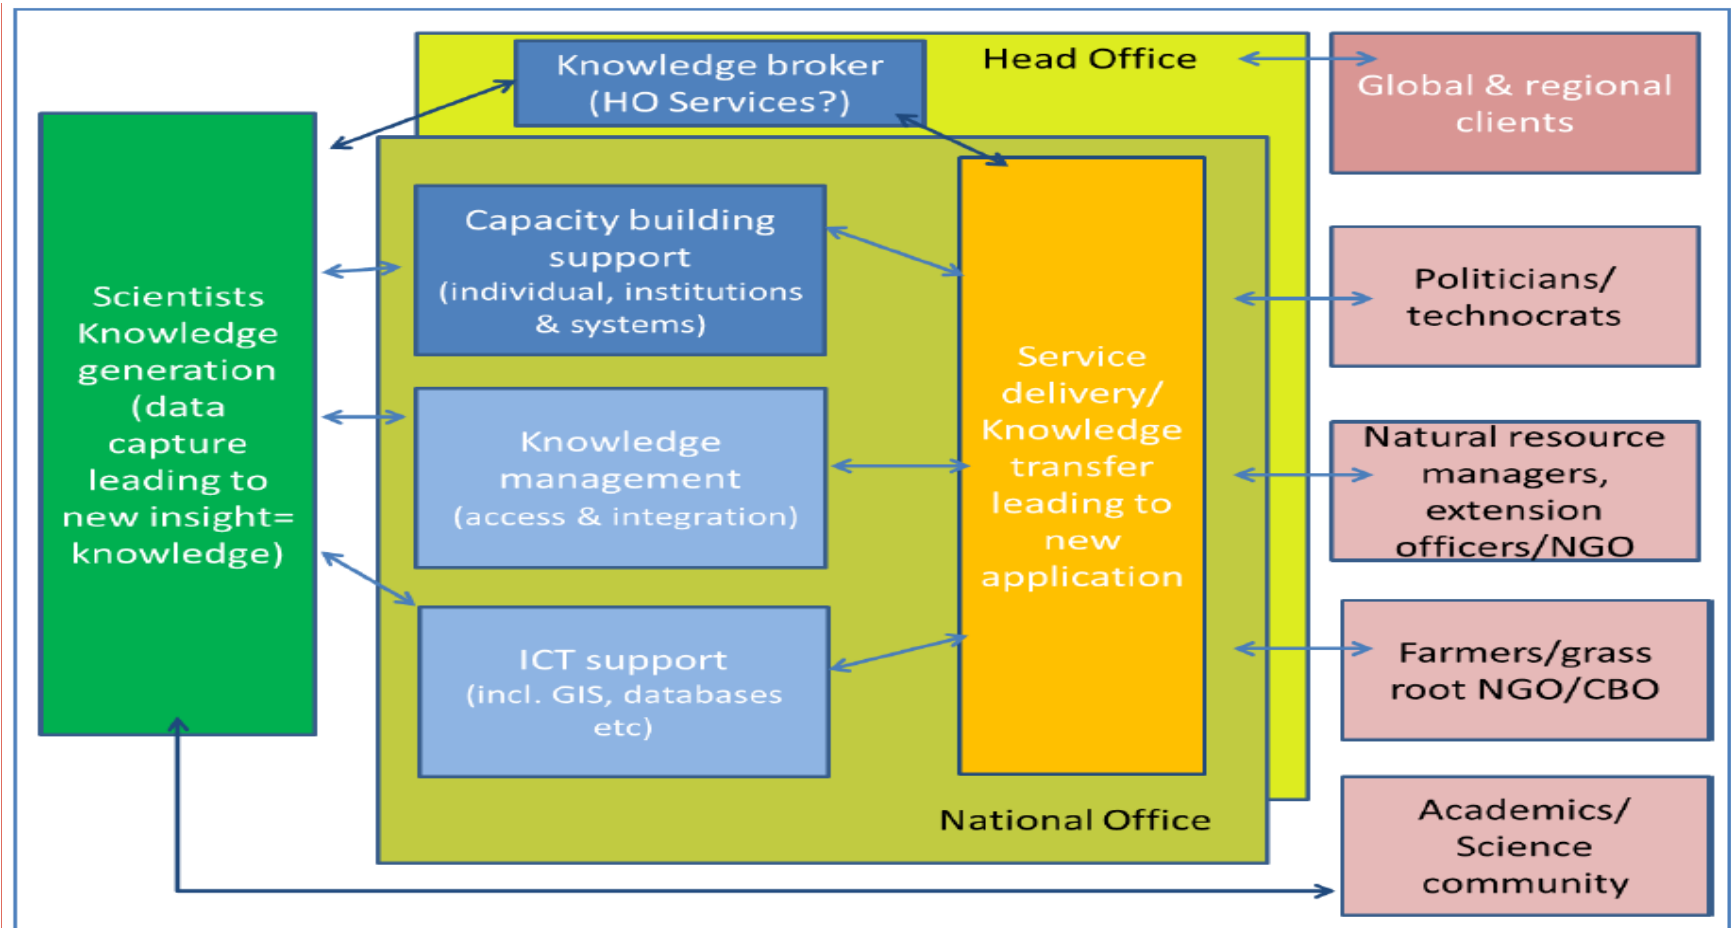 Knowledge broker
(HO Services?)
Head Office
Global & regional
clients
Scientists
Knowledge
generation
(data
capture
leading to
new insight=
knowledge)
Capacity building
support
(individual, institutions
& systems)
Knowledge
management
(access & integration)
ICT support
(incl. GIS, databases
etc)
Service
delivery/
Knowledge
transfer
leading to
new
application
National Office
Politicians/
technocrats
Natural resource
managers,
extension
officers/NGO
Farmers/grass
root NGO/CBO
Academics/
Science
community